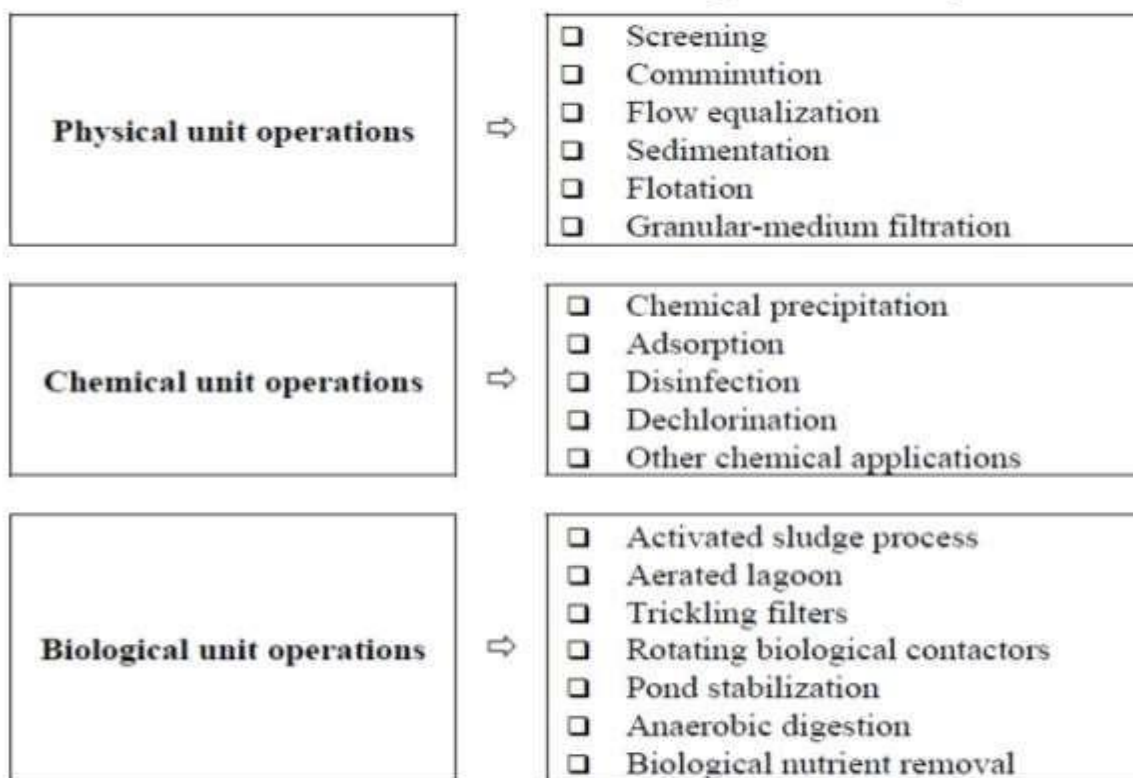 Physical unit operations
❑ Screening
❑ Comminution
❑ Flow equalization
❑ Sedimentation
❑ Flotation
❑ Granular-medium filtration
Chemical unit operations
❑ Chemical precipitation
❑ Adsorption
❑ Disinfection
❑ Dechlorination
❑ Other chemical applications
Biological unit operations
❑ Activated sludge process
❑ Aerated lagoon
❑ Trickling filters
❑ Rotating biological contactors
❑ Pond stabilization
❑ Anaerobic digestion
❑ Biological nutrient removal